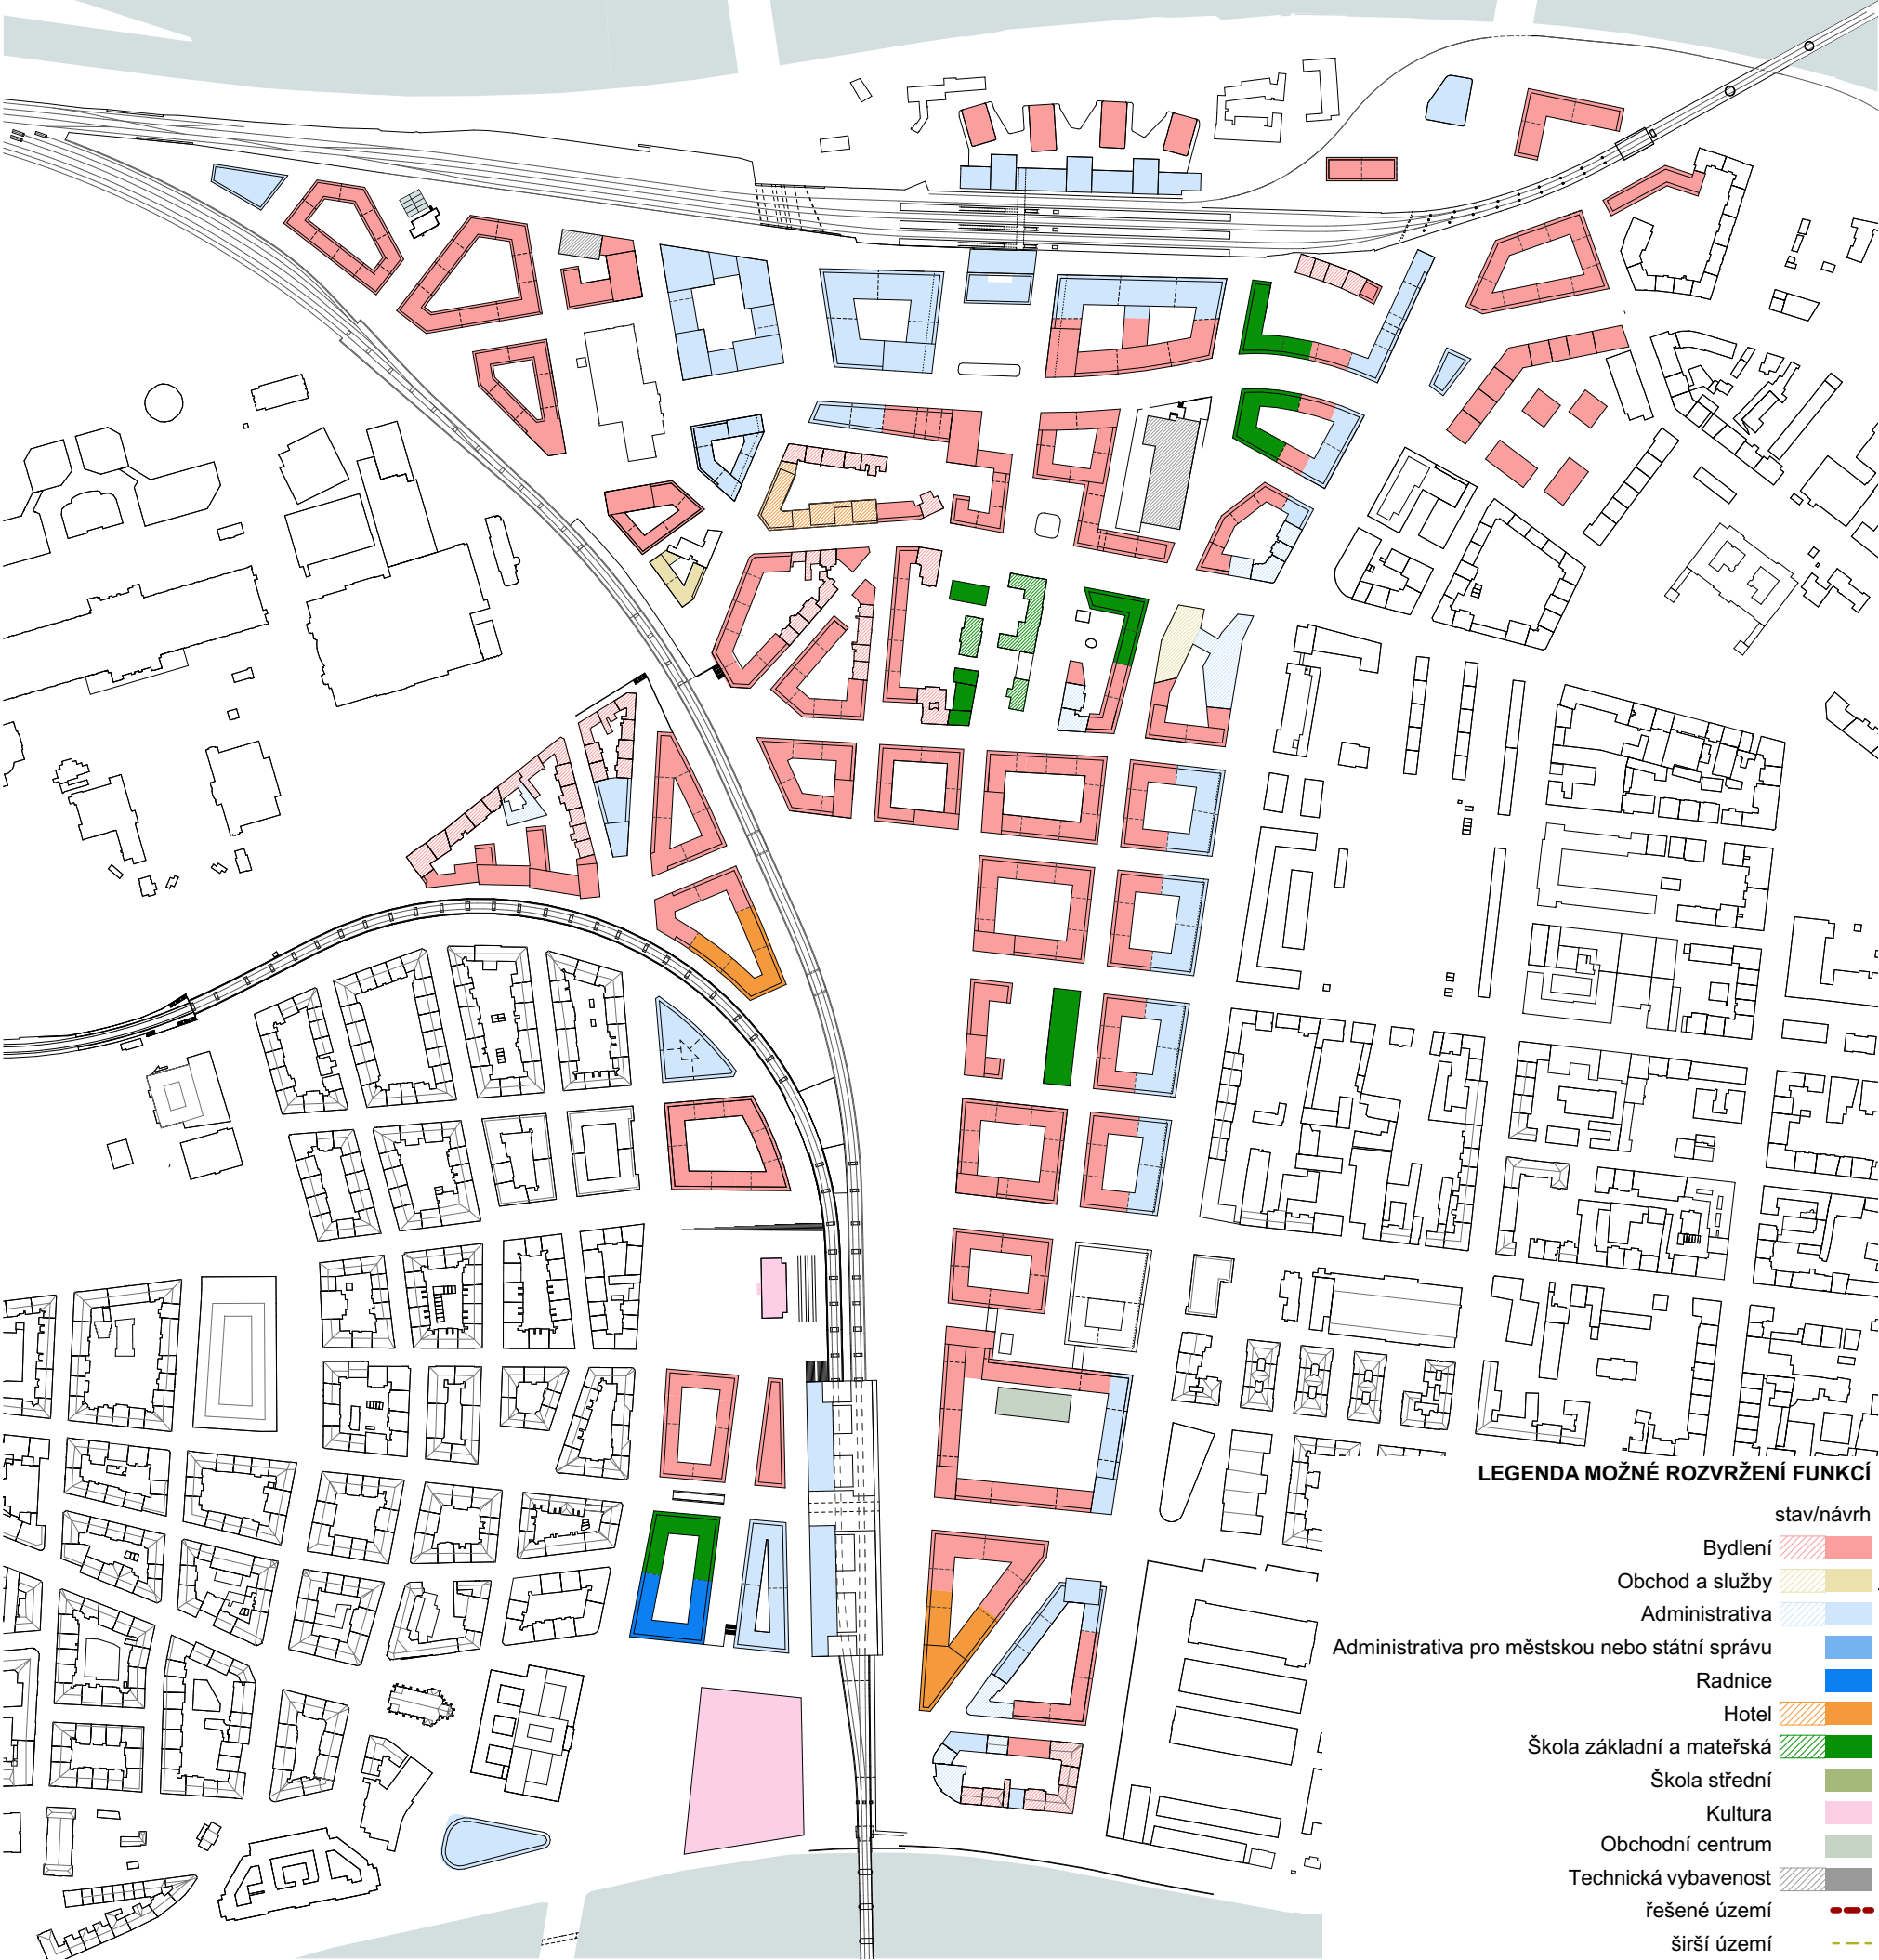 LEGENDA MOŽNÉ ROZVRŽENÍ FUNKCÍ
stav/návrh
Bydlení
Obchod a služby
Administrativa
Administrativa pro městskou nebo státní správu
Radnice
Hotel
Škola základní a mateřská
Škola střední
Kultura
Obchodní centrum
Technická vybavenost
řešené území
širší území